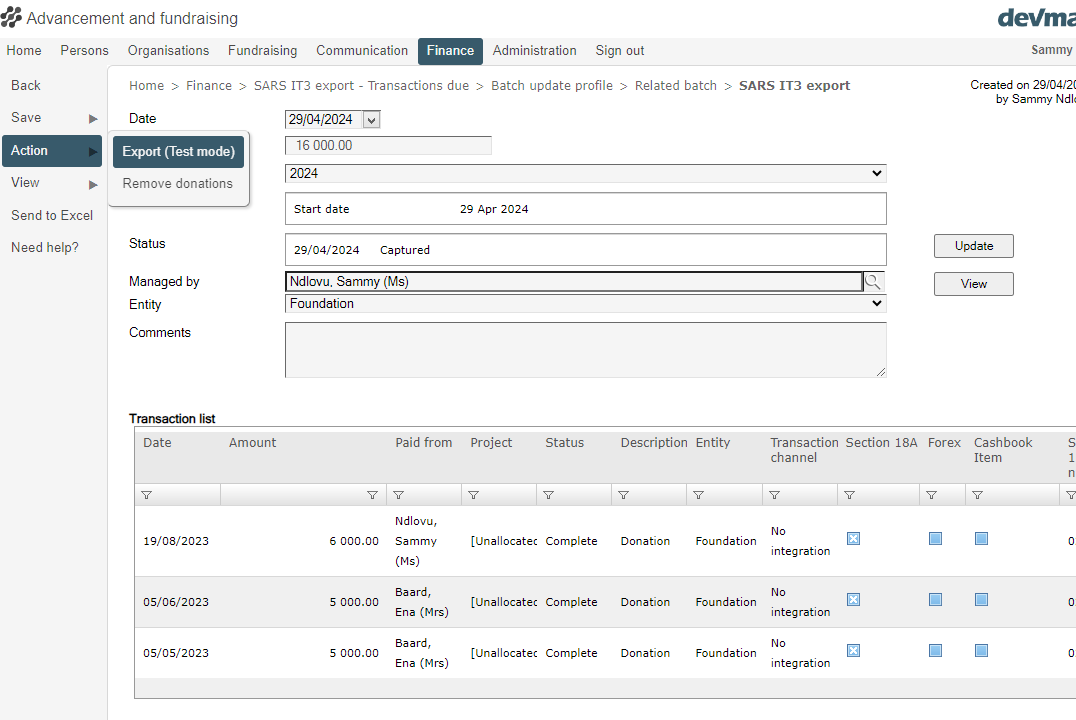 Advancement and fundraising
devma
Home Persons Organisations Fundraising Communication Finance Administration Sign out Sammy
Back
Save
Action
View
Send to Excel
Need help?
Export (Test mode)
Remove donations
Home > Finance > SARS IT3 export - Transactions due > Batch update profile > Related batch > SARS IT3 export
Created on 29/04/20
by Sammy Ndlo
Date 29/04/2024
16 000.00
2024
Start date 29 Apr 2024
Status 29/04/2024 Captured Update
Managed by Ndlovu, Sammy (Ms) View
Entity Foundation
Comments
Transaction list
Date Amount Paid from Project Status Description Entity Transaction channel Section 18A Forex Cashbook Item S 1 n
19/08/2023 6 000.00 Ndlovu, Sammy (Ms) [Unallocated Complete Donation Foundation No integration 0
05/06/2023 5 000.00 Baard, Ena (Mrs) [Unallocated Complete Donation Foundation No integration 0
05/05/2023 5 000.00 Baard, Ena (Mrs) [Unallocated Complete Donation Foundation No integration 0